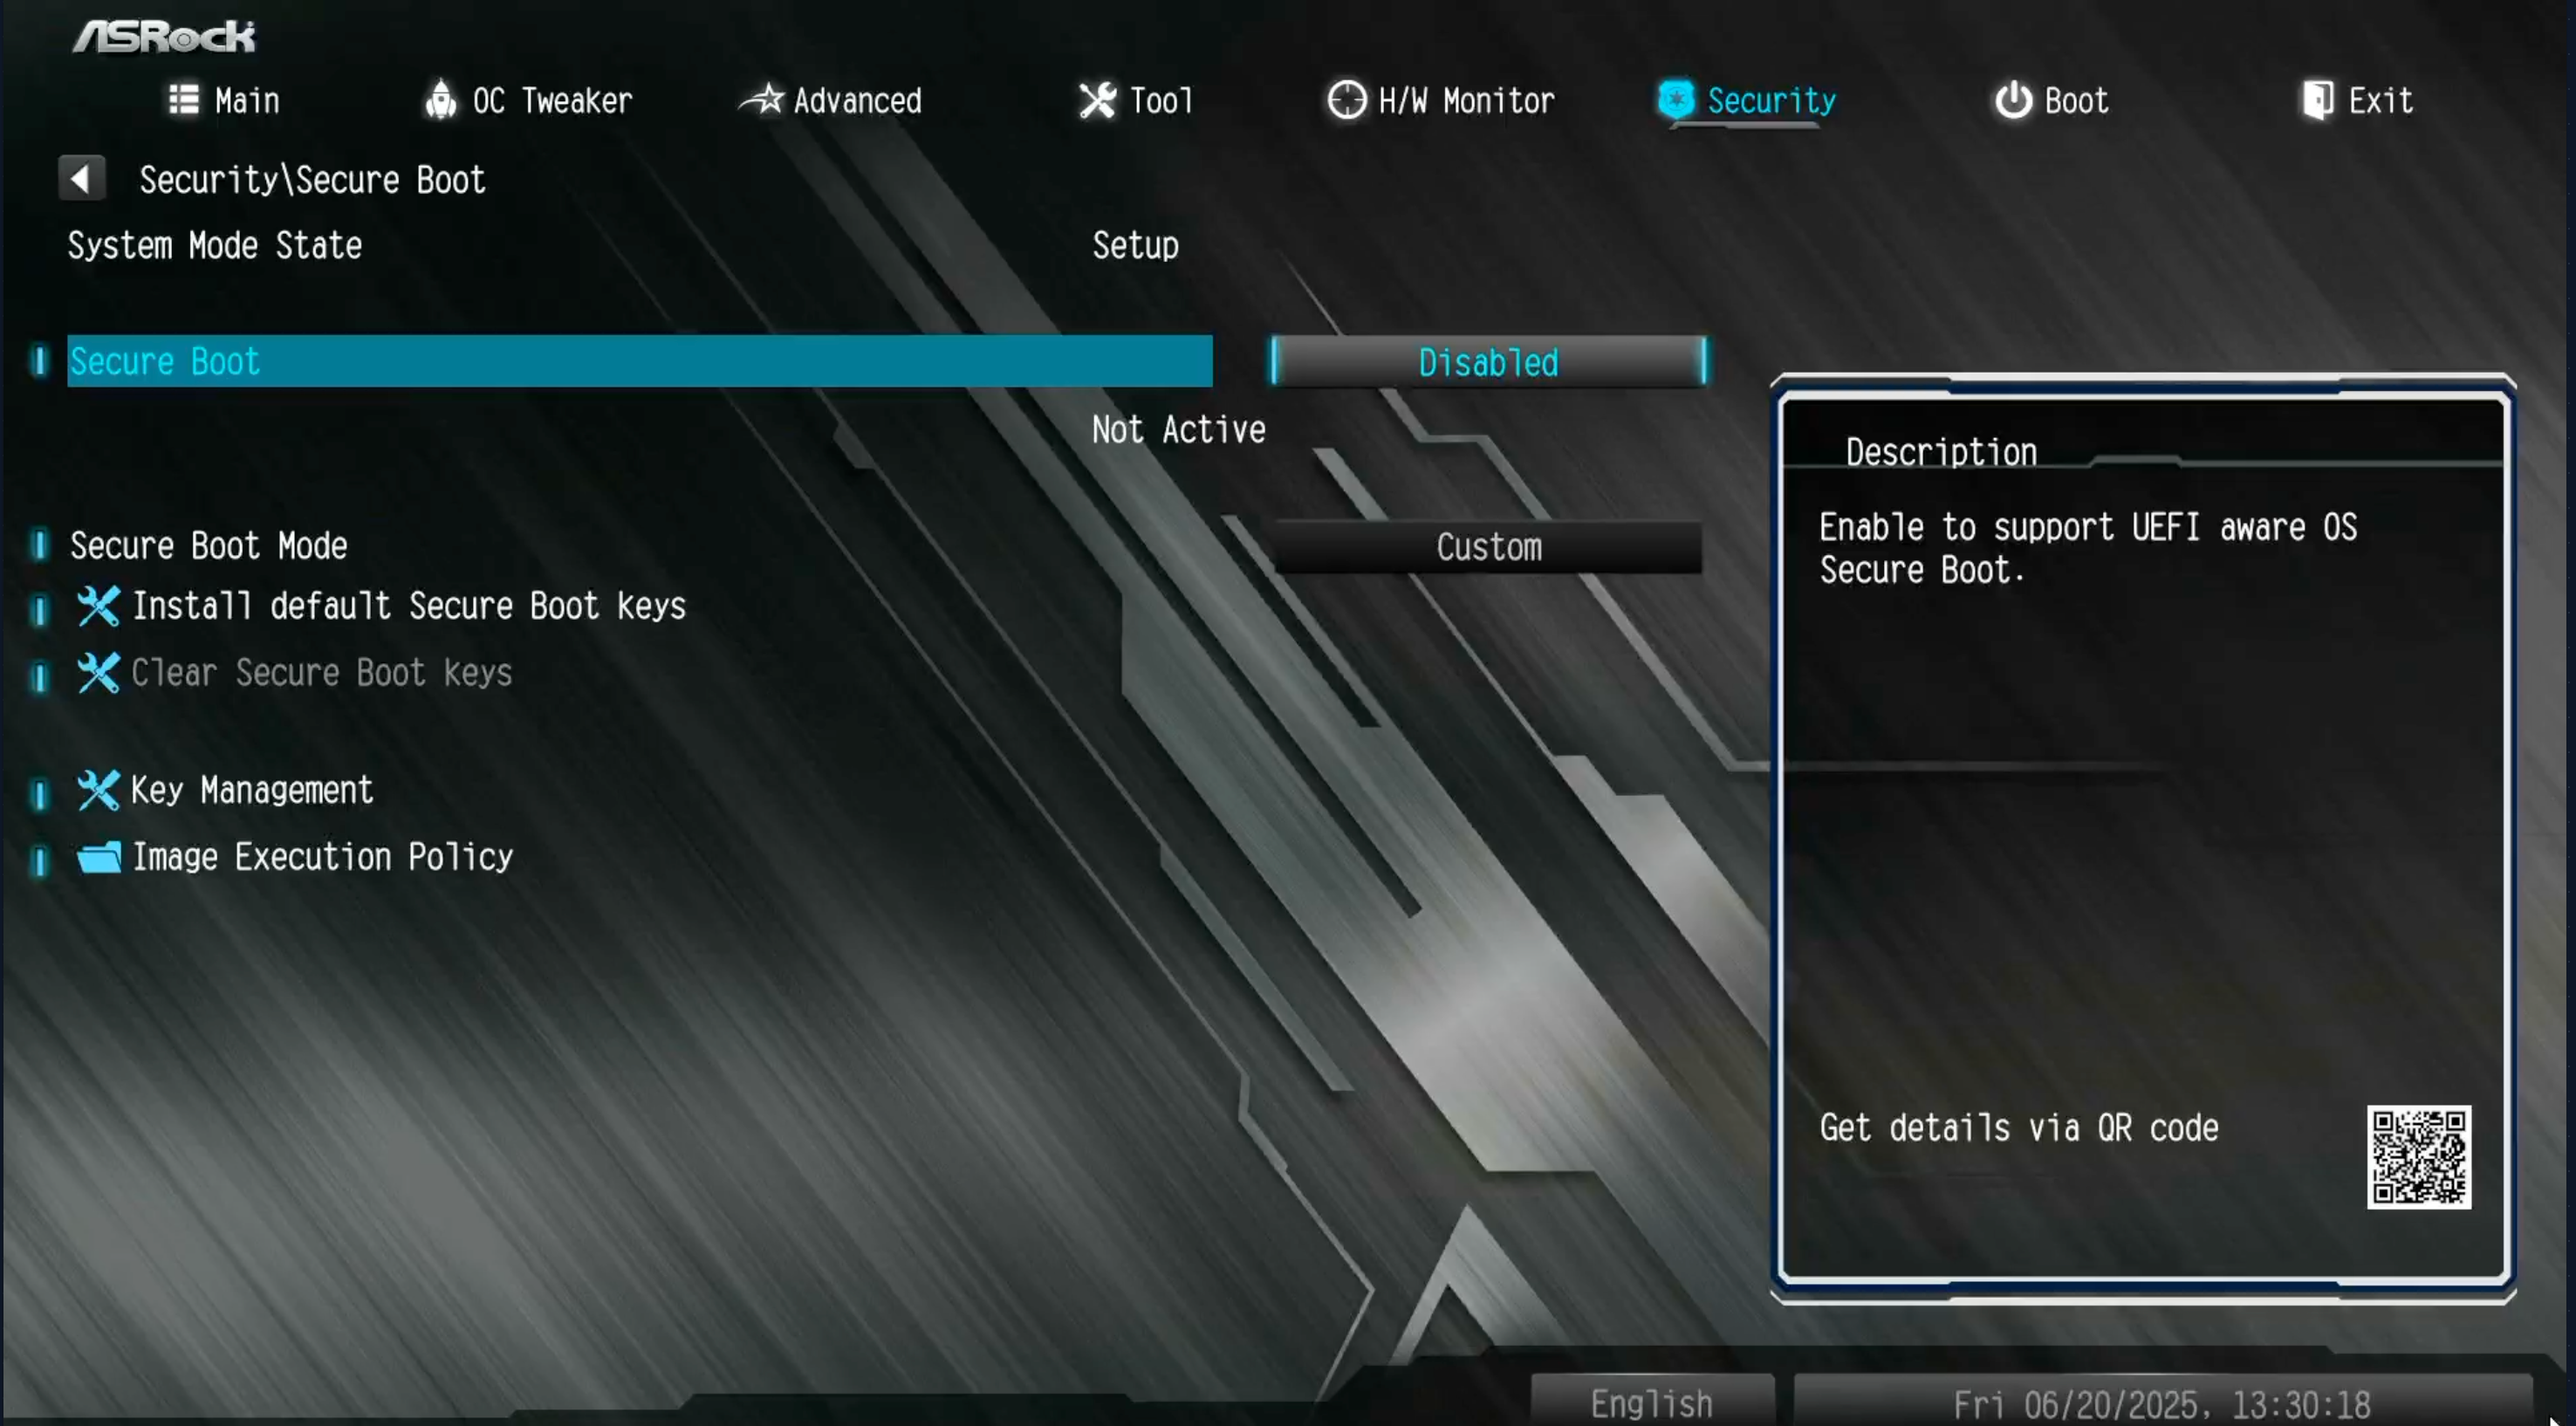 ASRock
Main OC Tweaker Advanced Tool H/W Monitor Security Boot Exit
Security\Secure Boot
System Mode State Setup
Secure Boot Disabled
Not Active
Secure Boot Mode Custom
Install default Secure Boot keys
Clear Secure Boot keys
Key Management
Image Execution Policy
Description
Enable to support UEFI aware OS
Secure Boot.
Get details via QR code
English Fri 06/20/2025, 13:30:18